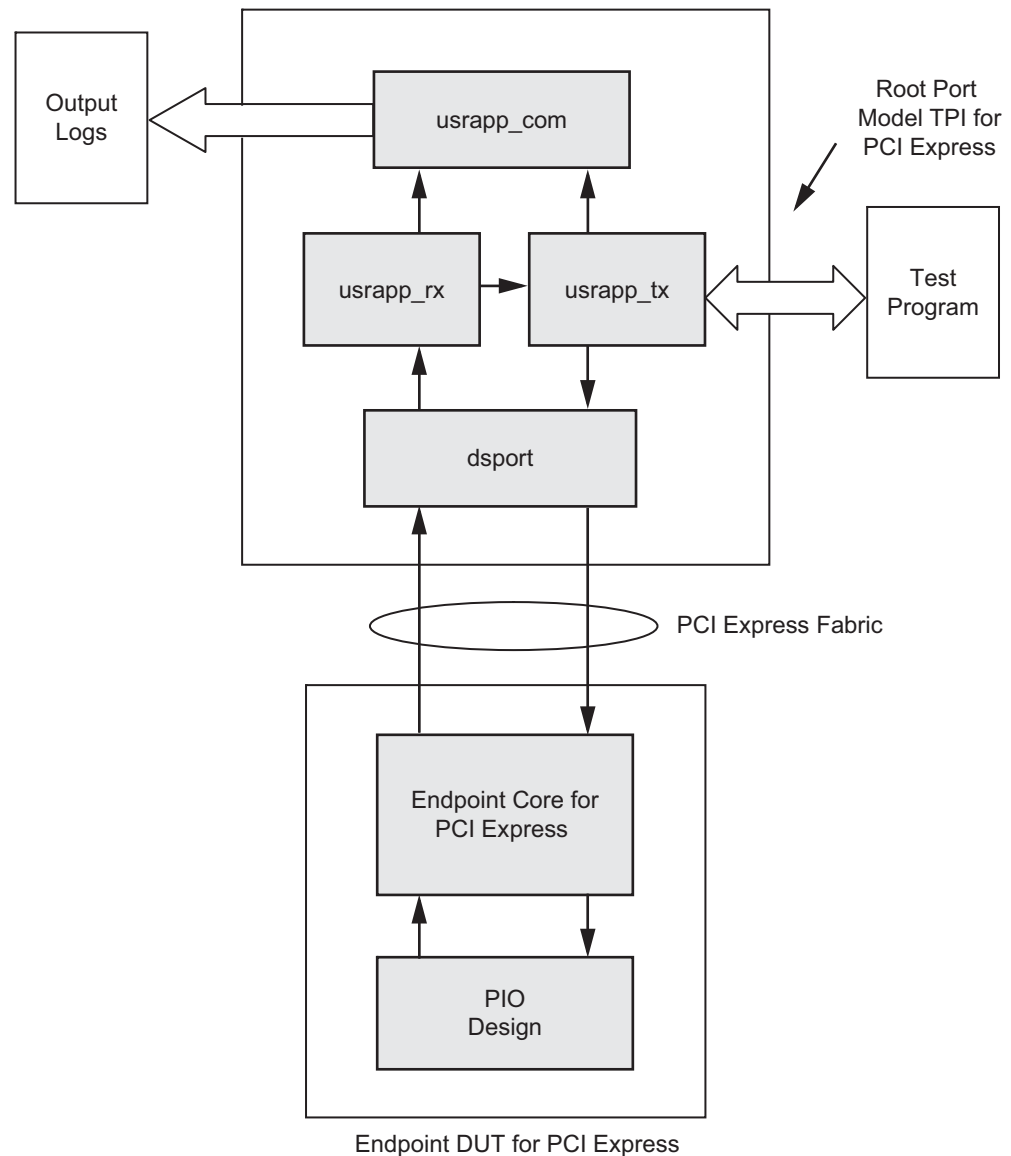 Output
Logs
usrapp_com
Root Port
Model TPI for
PCI Express
usrapp_rx
usrapp_tx
Test
Program
dsport
PCI Express Fabric
Endpoint Core for
PCI Express
PIO
Design
Endpoint DUT for PCI Express